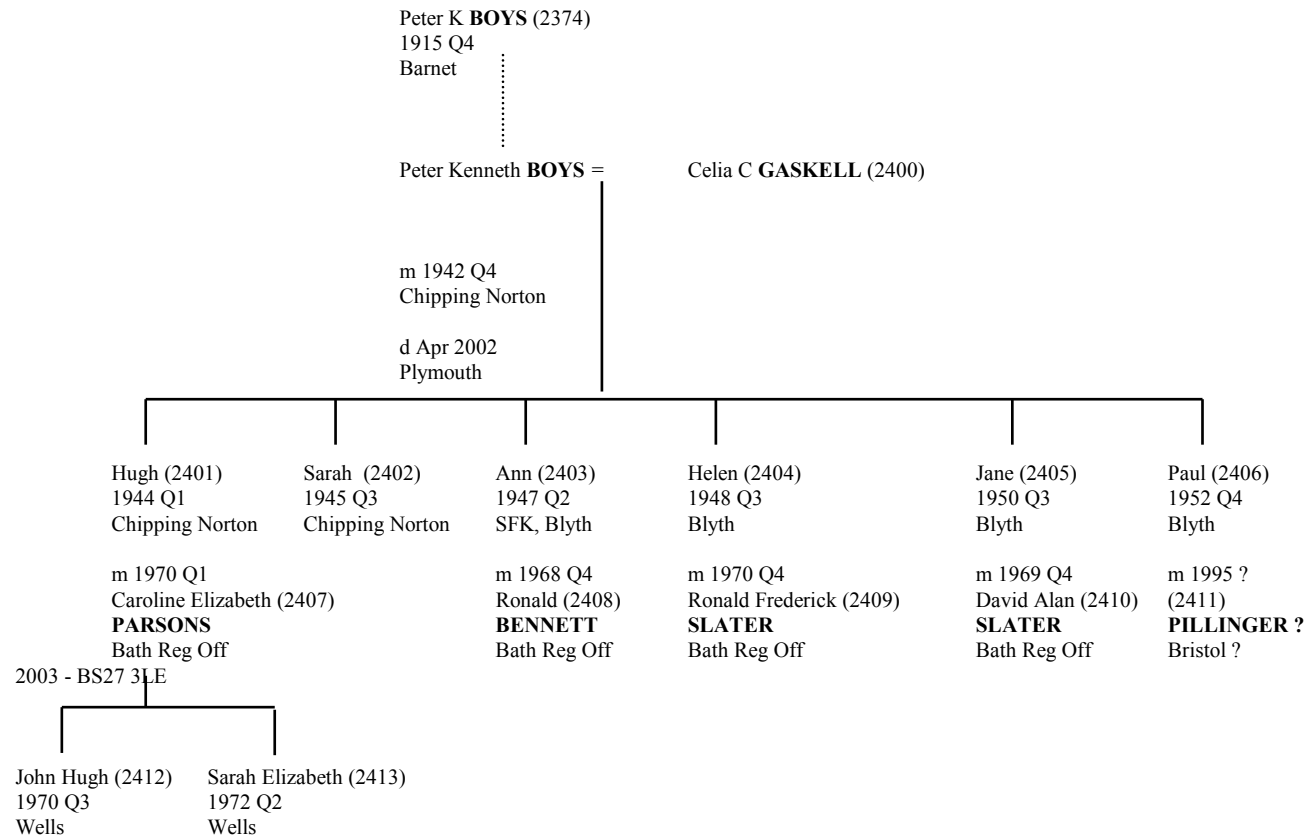 Peter K BOYS (2374)
1915 Q4
Barnet
Peter Kenneth BOYS =
Celia C GASKELL (2400)
m 1942 Q4
Chipping Norton
d Apr 2002
Plymouth
Hugh (2401)
1944 Q1
Chipping Norton
m 1970 Q1
Caroline Elizabeth (2407)
PARSONS
Bath Reg Off
2003 - BS27 3LE
Sarah (2402)
1945 Q3
Chipping Norton
Ann (2403)
1947 Q2
SFK, Blyth
m 1968 Q4
Ronald (2408)
BENNETT
Bath Reg Off
Helen (2404)
1948 Q3
Blyth
m 1970 Q4
Ronald Frederick (2409)
SLATER
Bath Reg Off
Jane (2405)
1950 Q3
Blyth
m 1969 Q4
David Alan (2410)
SLATER
Bath Reg Off
Paul (2406)
1952 Q4
Blyth
m 1995 ?
(2411)
PILLINGER ?
Bristol ?
John Hugh (2412)
1970 Q3
Wells
Sarah Elizabeth (2413)
1972 Q2
Wells